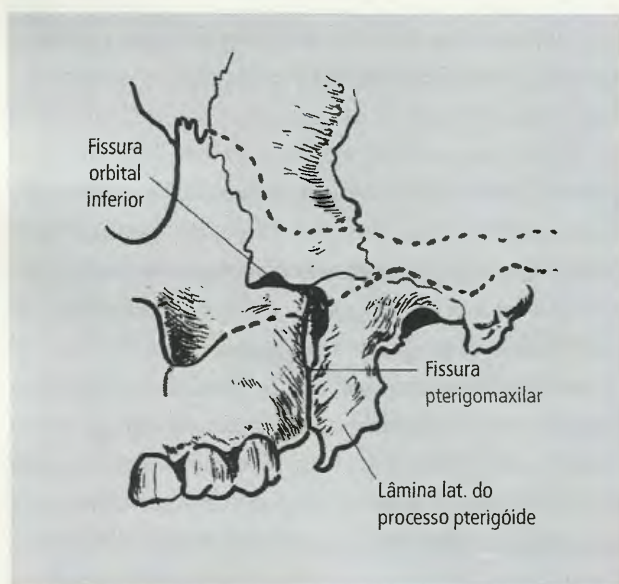 Fissura
orbital
inferior
Fissura
pterigomaxilar
Lâmina lat. do
processo pterigóide